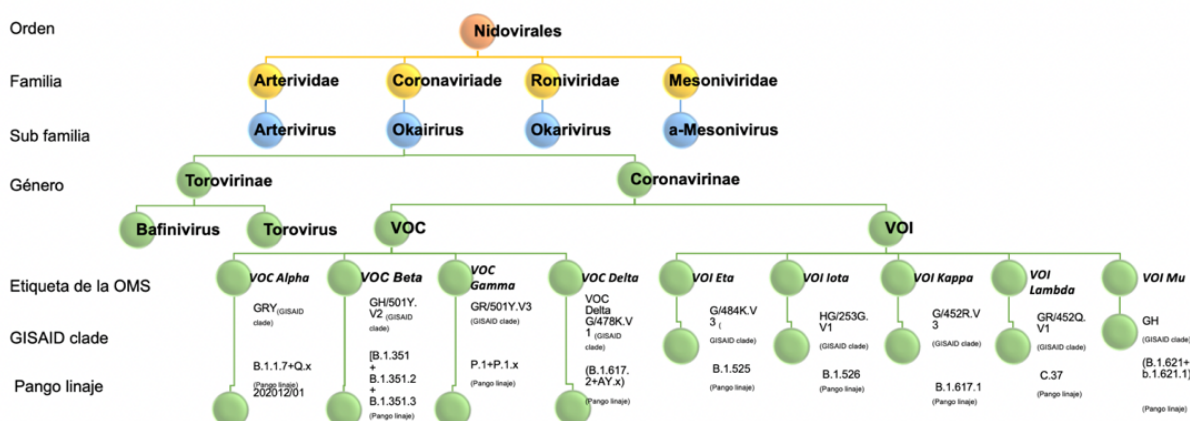 Orden
Nidovirales
Familia
Arterividae
Coronaviriade
Roniviridae
Mesoniviridae
Sub familia
Arterivirus
Okairirus
Okarivirus
a-Mesonivirus
Género
Torovirinae
Coronavirinae
Bafinivirus
Torovirus
VOC
VOI
Etiqueta de la OMS
VOC Alpha
VOC Beta
VOC
Gamma
VOC Delta
VOI Eta
VOI Iota
VOI Kappa
VOI
Lambda
VOI Mu
GISAID clade
GRY (GISAID
clade)
GH/501Y.
V2 (GISAID
clade)
GR/501Y.V3
(GISAID clade)
VOC
Delta
G/478K.V
1 (GISAID
clade)
G/484K.V
3 (
GISAID clade)
HG/253G.
V1
(GISAID clade)
G/452R.V
3
(GISAID clade)
GR/452Q.
V1
(GISAID clade)
GH
(GISAID clade)
Pango linaje
B.1.1.7+Q.x
(Pango linaje)
202012/01
[B.1.351
+
B.1.351.2
+
B.1.351.3
(Pango linaje)
P.1+P.1.x
(Pango linaje)
(B.1.617.
2+AY.x)
(Pango linaje)
B.1.525
(Pango linaje)
B.1.526
(Pango linaje)
B.1.617.1
(Pango linaje)
C.37
(Pango linaje)
(B.1.621+
b.1.621.1)
(Pango linaje)